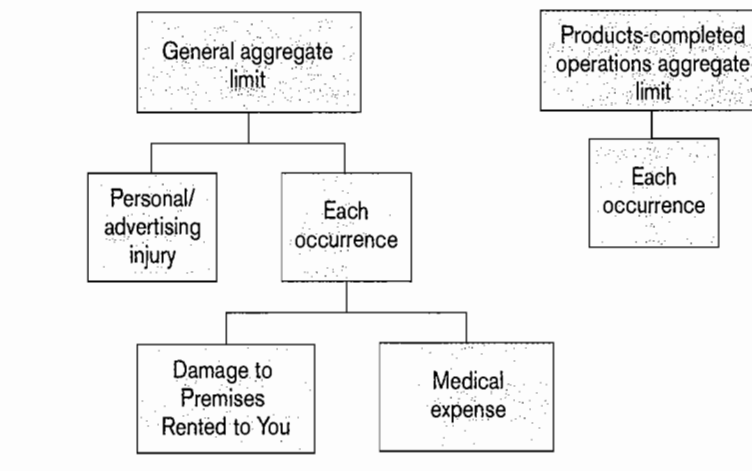 General aggregate
limit
Products-completed
operations aggregate
limit
Personal/
advertising
injury
Each
occurrence
Each
occurrence
Damage to
Premises
Rented to You
Medical
expense